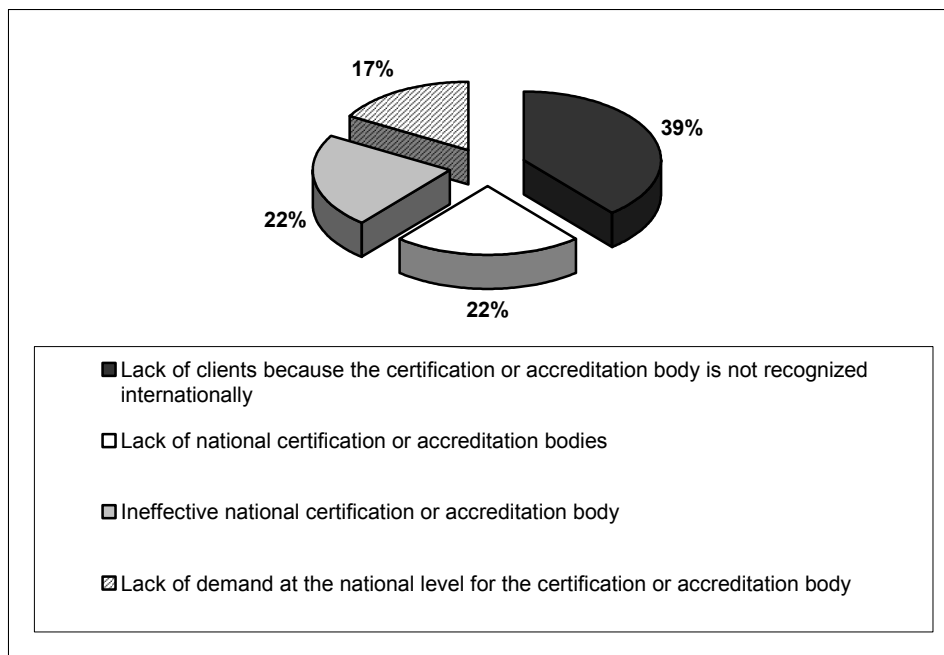 17%
39%
22%
22%
Lack of clients because the certification or accreditation body is not recognized
internationally
Lack of national certification or accreditation bodies
Ineffective national certification or accreditation body
Lack of demand at the national level for the certification or accreditation body